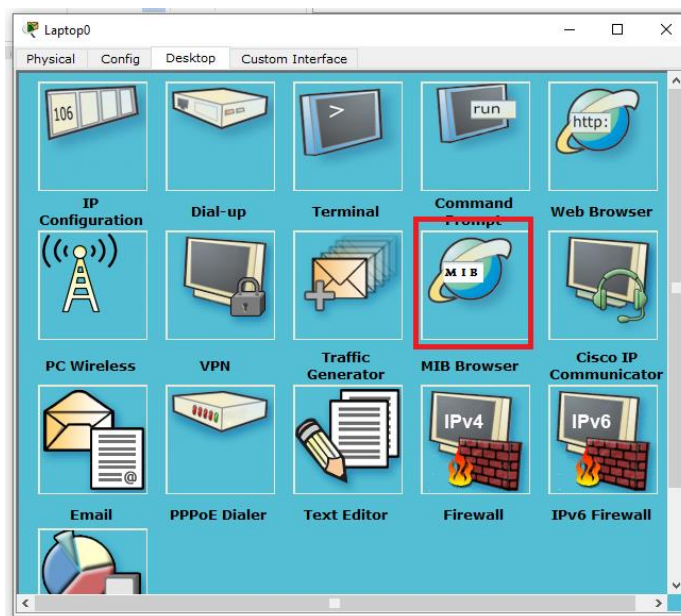 Laptop0
Physical Config Desktop Custom Interface
106
>
run
http:
IP
Configuration
Dial-up
Terminal
Command
Prompt
Web Browser
MIB
PC Wireless
VPN
Traffic
Generator
MIB Browser
Cisco IP
Communicator
@
IPv4
IPv6
Email
PPPoE Dialer
Text Editor
Firewall
IPv6 Firewall